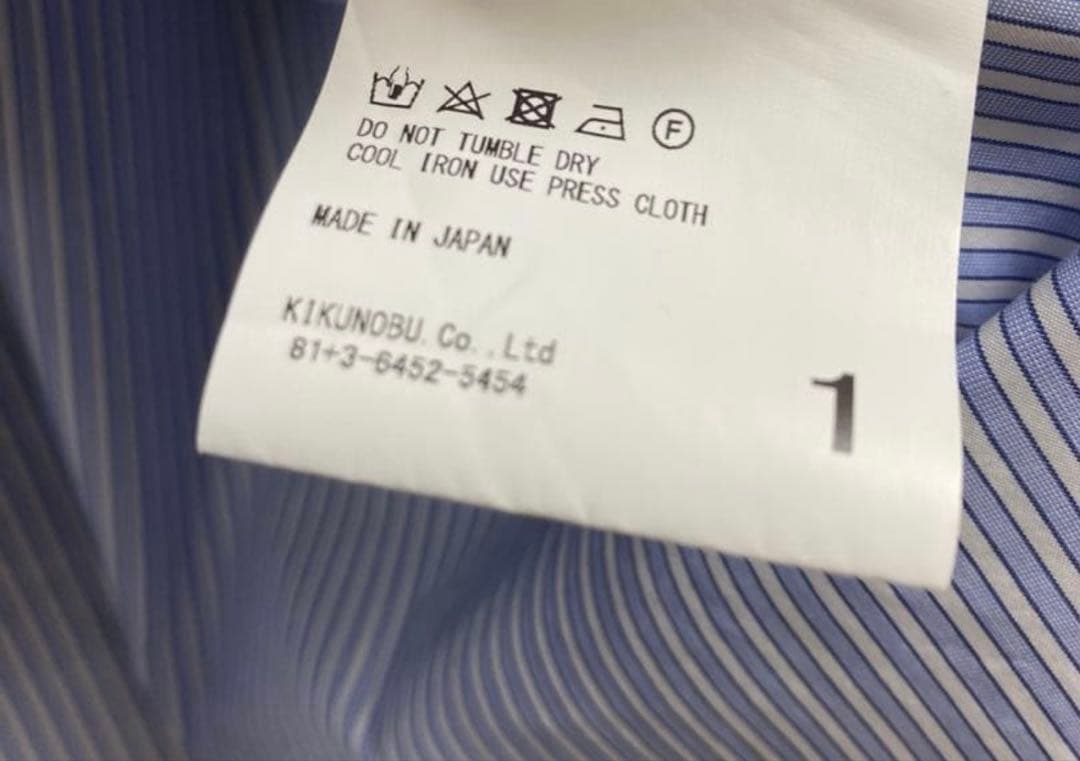 F
DO NOT TUMBLE DRY
COOL IRON USE PRESS CLOTH
MADE IN JAPAN
KIKUNOBU.Co.,Ltd
81+3-6452-5454
1